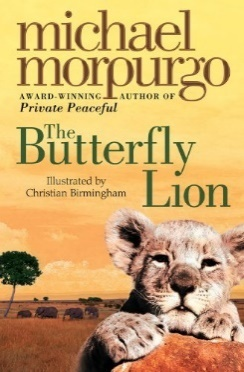 michael
morpurgo
AWARD-WINNING AUTHOR OF
Private Peaceful
The
Butterfly
Lion
Illustrated by
Christian Birmingham